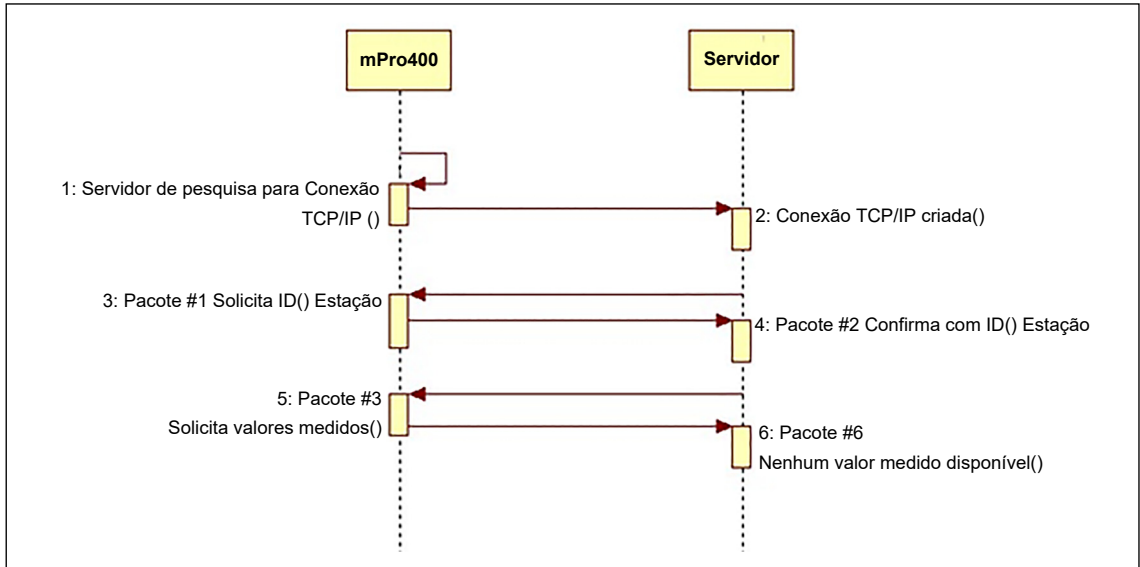 mPro400
Servidor
1: Servidor de pesquisa para Conexão
TCP/IP ()
2: Conexão TCP/IP criada()
3: Pacote #1 Solicita ID() Estação
4: Pacote #2 Confirma com ID() Estação
5: Pacote #3
Solicita valores medidos()
6: Pacote #6
Nenhum valor medido disponível()